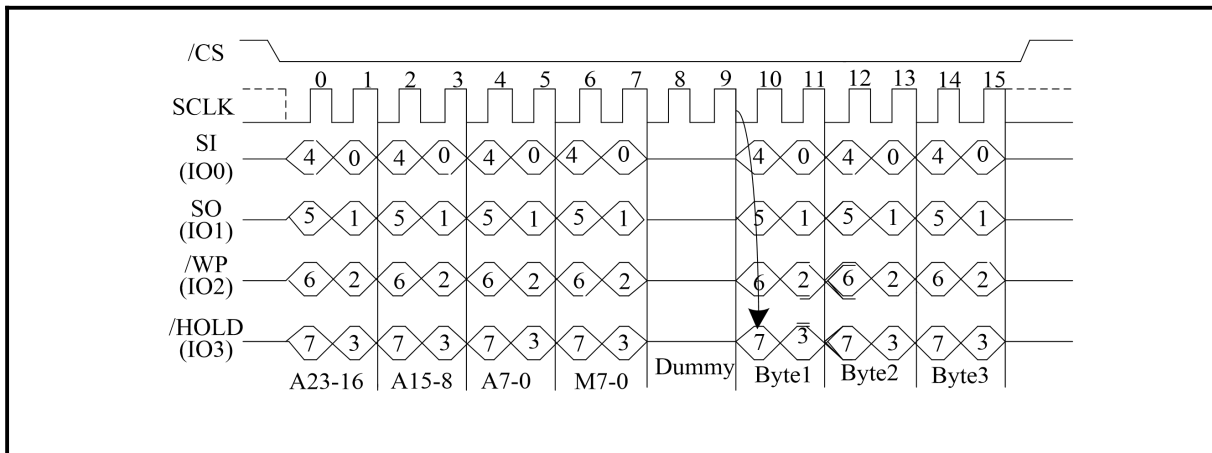 /CS
0 1 2 3 4 5 6 7 8 9 10 11 12 13 14 15
SCLK
SI
(IO0)
4 0 4 0 4 0 4 0 4 0 4 0 4 0
SO
(IO1)
5 1 5 1 5 1 5 1 5 1 5 1 5 1
/WP
(IO2)
6 2 6 2 6 2 6 2 6 2 6 2 6 2
/HOLD
(IO3)
7 3 7 3 7 3 7 3 7 3 7 3 7 3
A23-16 A15-8 A7-0 M7-0 Dummy Byte1 Byte2 Byte3